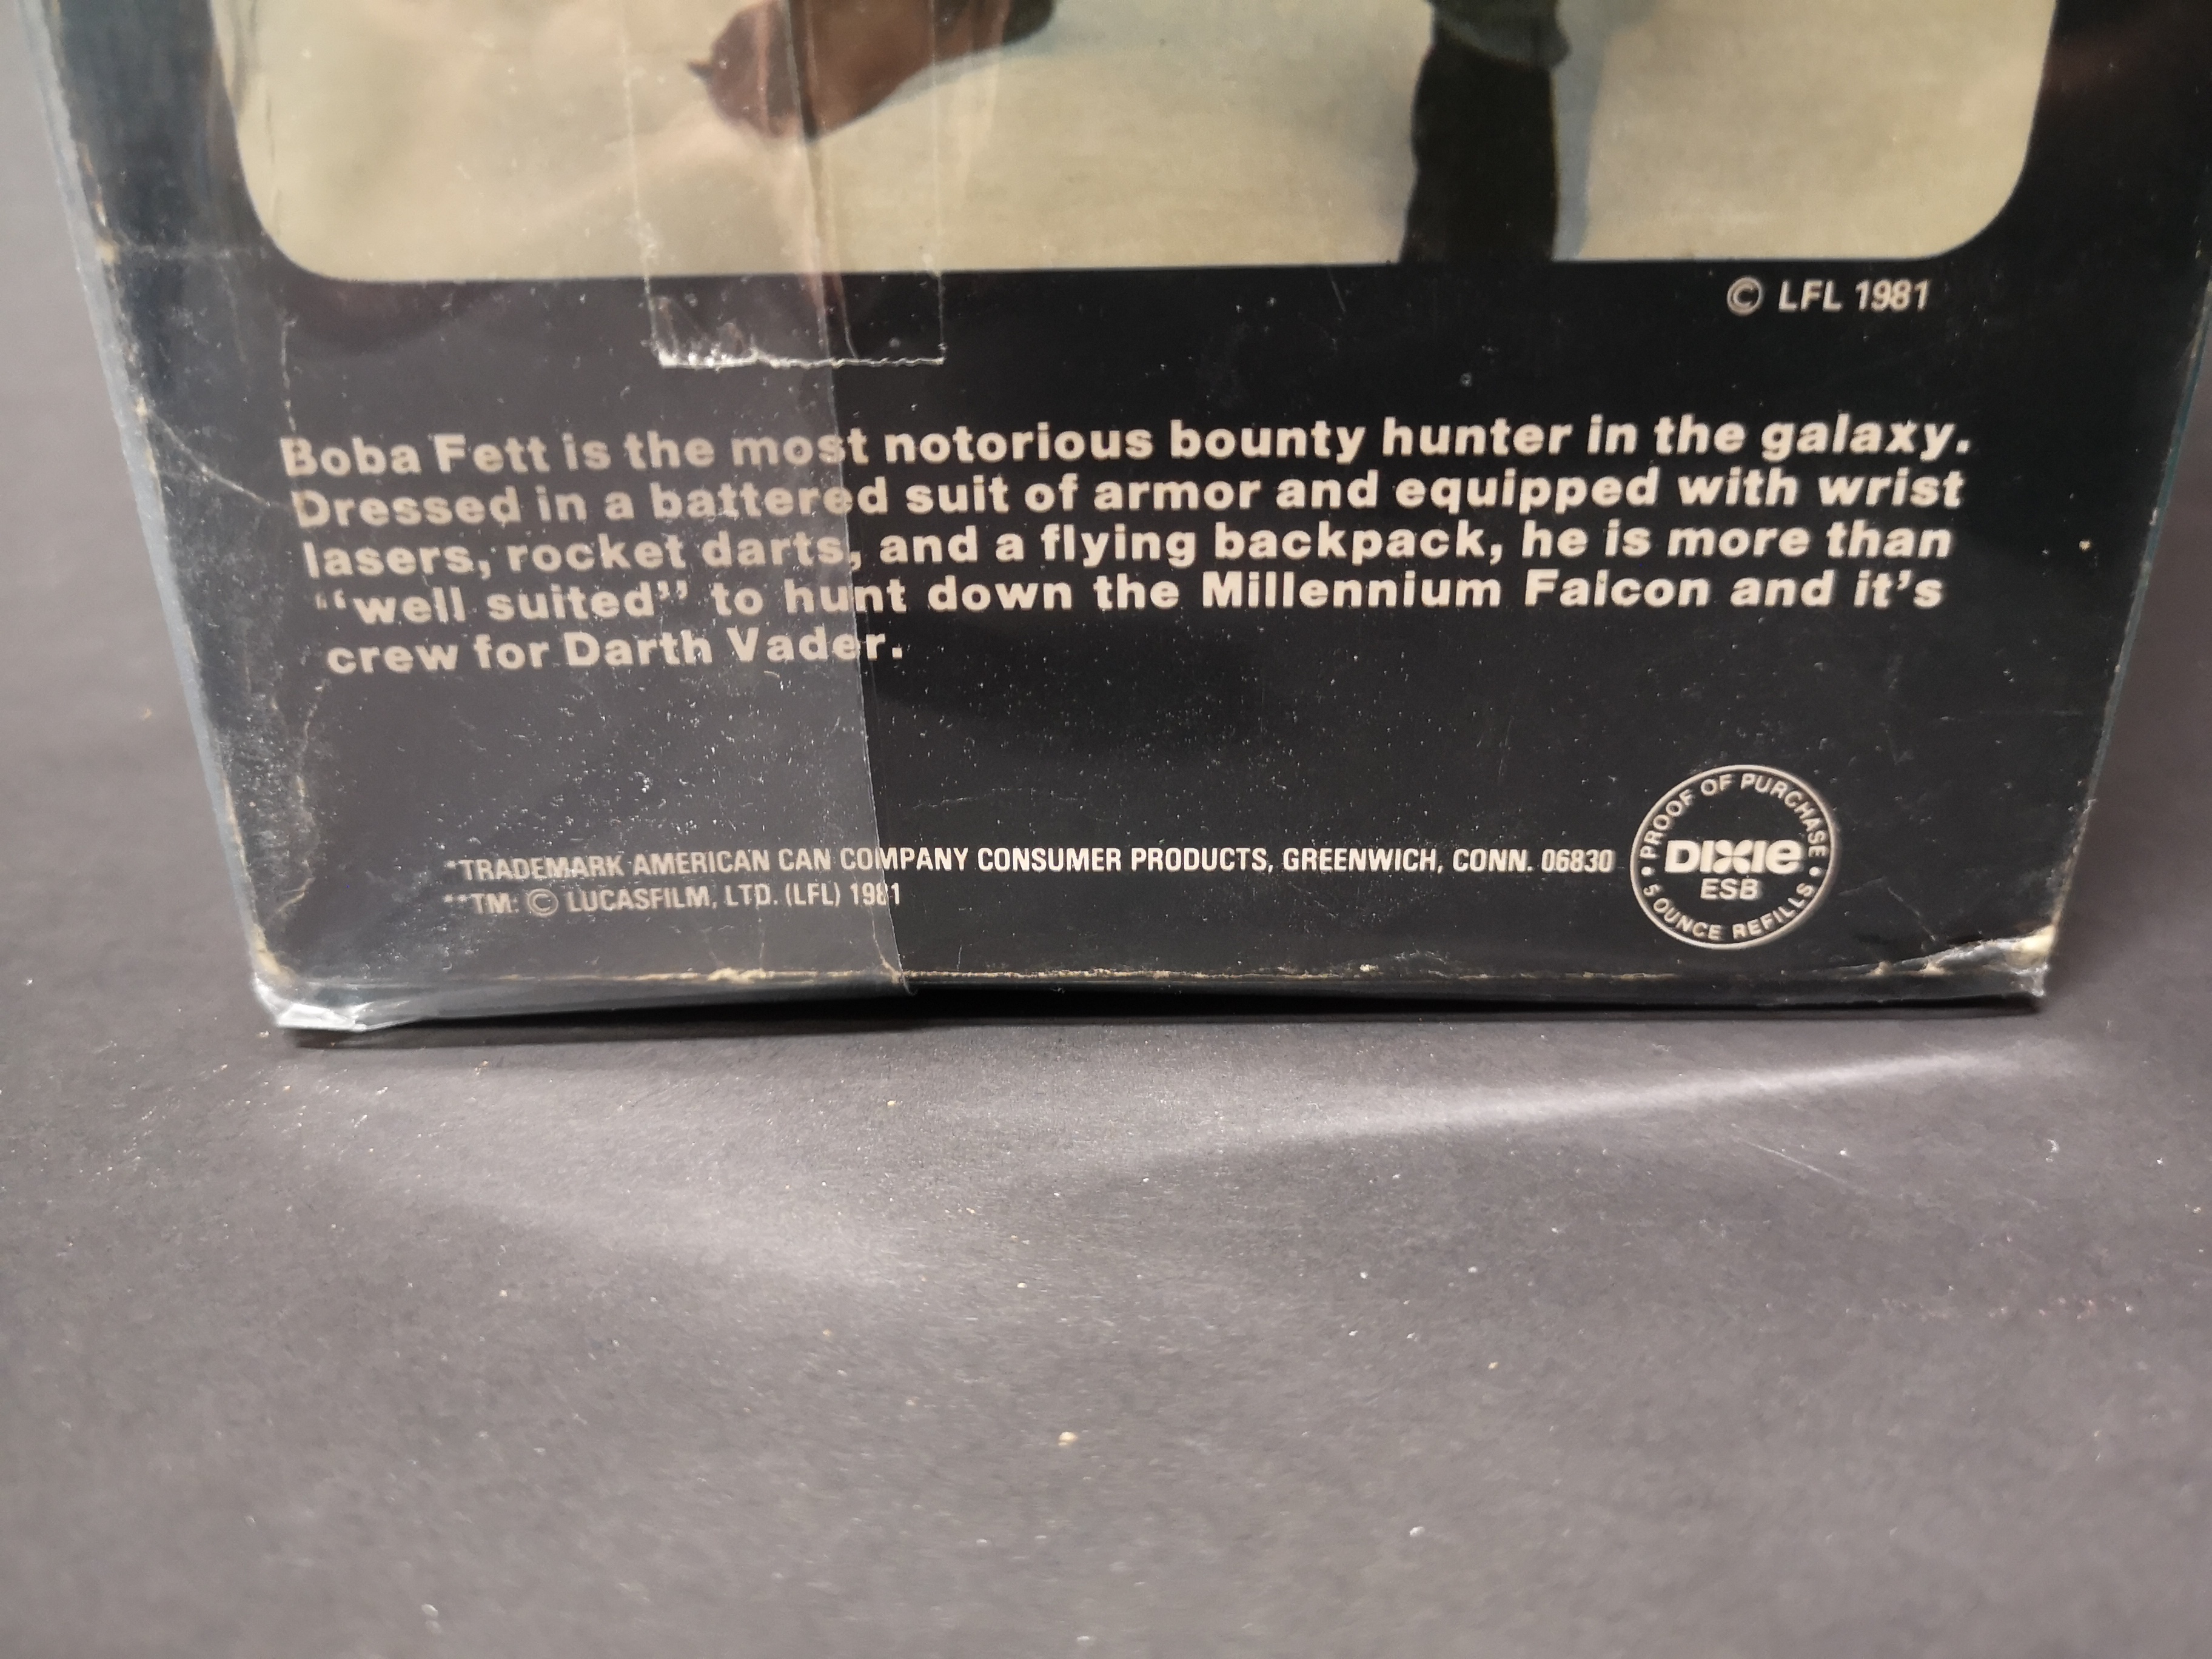 © LFL 1981
Boba Fett is the most notorious bounty hunter in the galaxy.
Dressed in a battered suit of armor and equipped with wrist
lasers, rocket darts, and a flying backpack, he is more than
“well suited” to hunt down the Millennium Falcon and it's
crew for Darth Vader.
*TRADEMARK AMERICAN CAN COMPANY CONSUMER PRODUCTS, GREENWICH, CONN. 06830
**TM: © LUCASFILM, LTD. (LFL) 1981
• PROOF OF PURCHASE •
DIXIE
ESB
5 OUNCE REFILLS